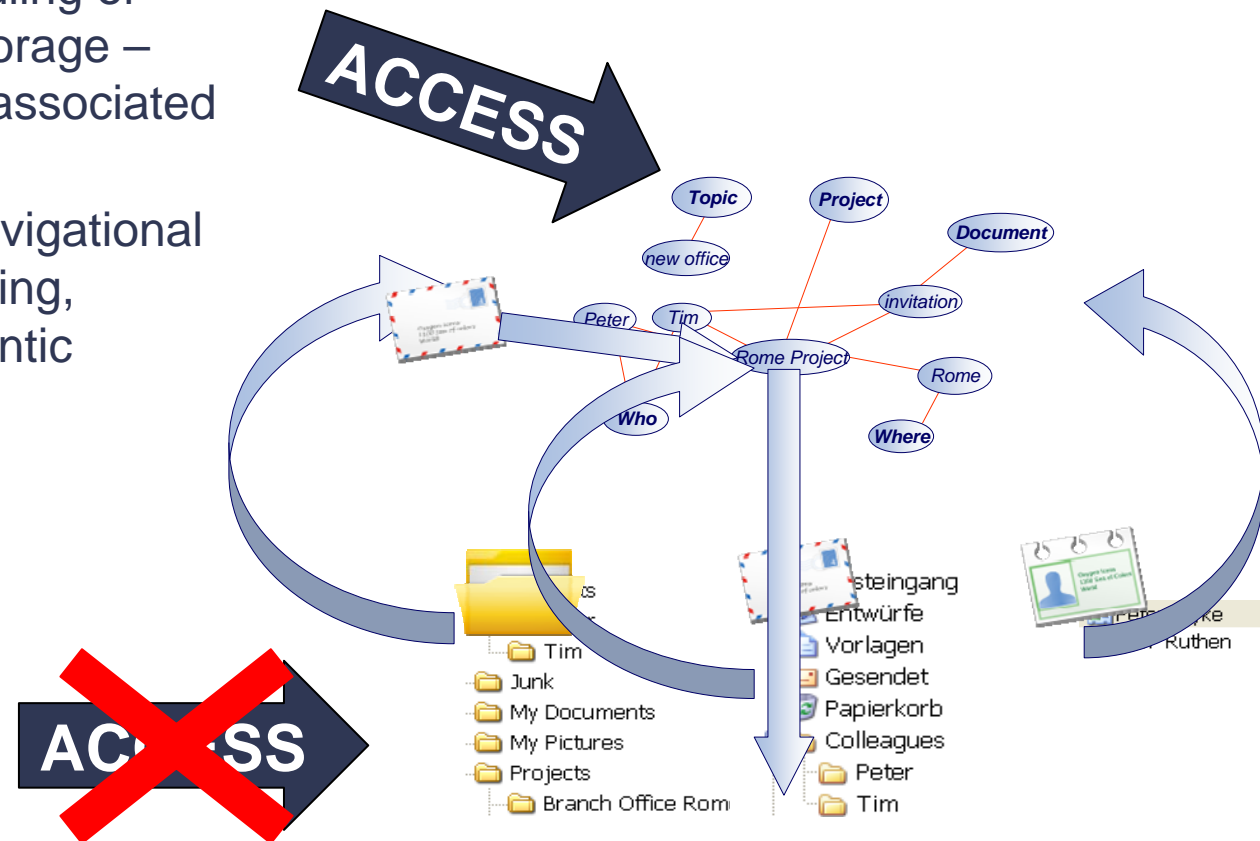 orage –
associated
vigational
ing,
ntic
ACCESS
Topic
Project
Document
new office
invitation
Peter
Tim
Rome Project
Rome
Who
Where
ACCESS
Tim
Junk
My Documents
My Pictures
Projects
Branch Office Rom
steingang
Entwürfe
Vorlagen
Gesendet
Papierkorb
Colleagues
Peter
Tim
Ruthen